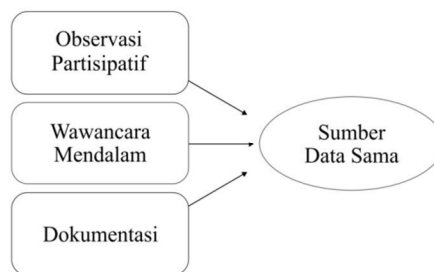 Observasi
Partisipatif
Wawancara
Mendalam
Dokumentasi
Sumber
Data Sama